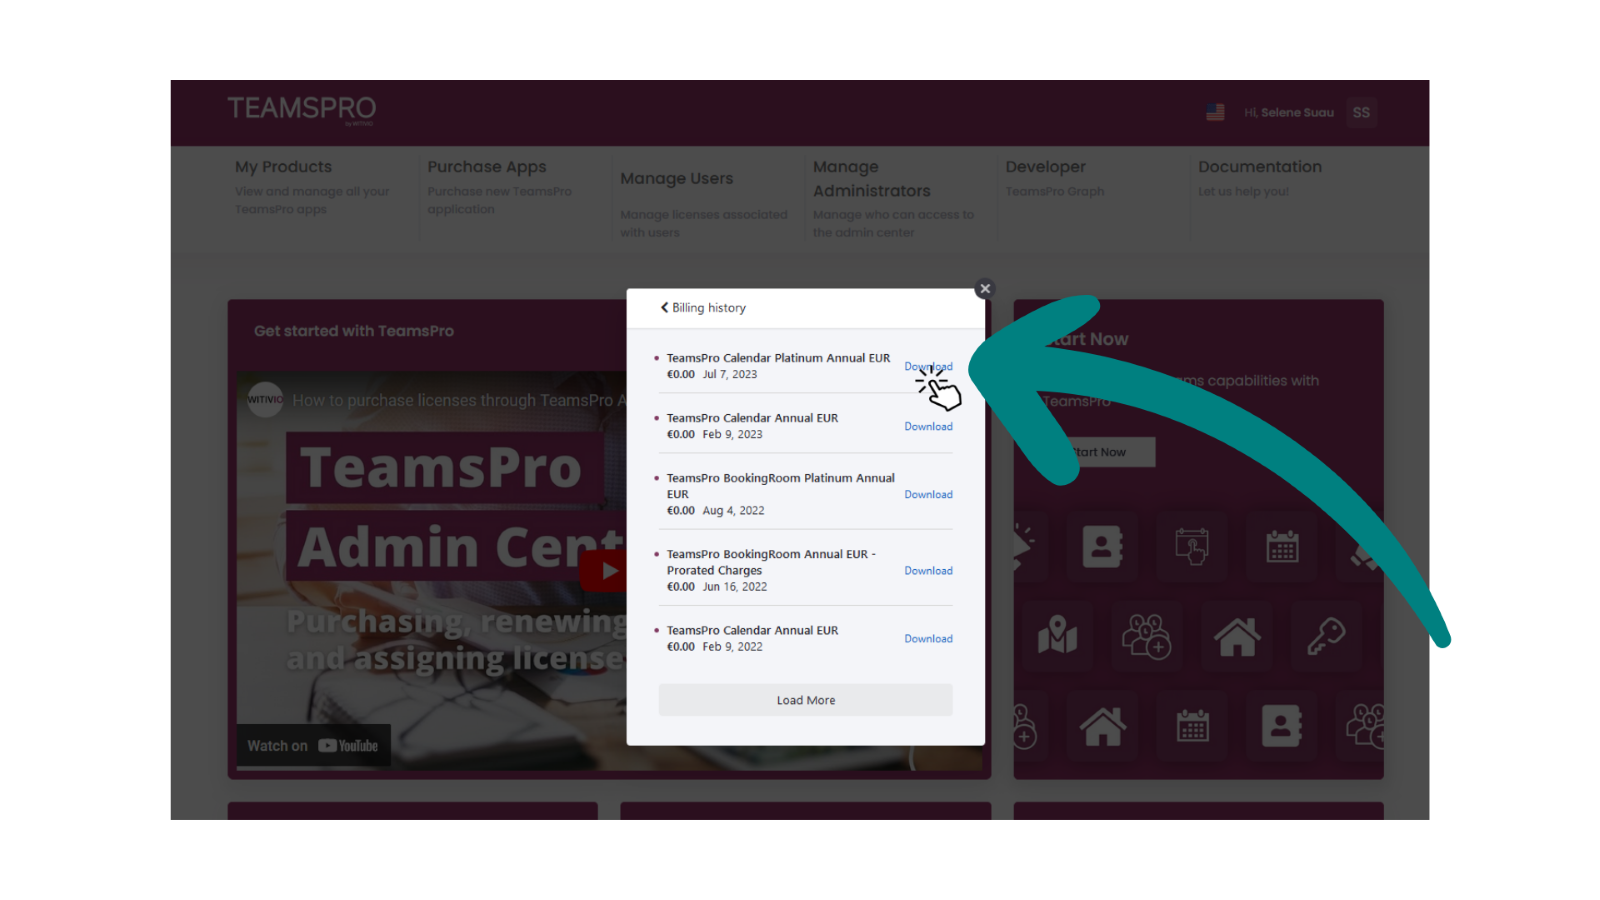 TEAMSPRO
by WITIVIO
Hi, Selene Suau
SS
My Products
View and manage all your
TeamsPro apps
Purchase Apps
Purchase new TeamsPro
application
Manage Users
Manage licenses associated
with users
Manage
Administrators
Manage who can access to
the admin center
Developer
TeamsPro Graph
Documentation
Let us help you!
Get started with TeamsPro
WITIVIO
How to purchase licenses through TeamsPro A
TeamsPro
Admin Cent
Purchasing, renewing
and assigning license
Watch on YouTube
Billing history
TeamsPro Calendar Platinum Annual EUR
€0.00 Jul 7, 2023
Download
TeamsPro Calendar Annual EUR
€0.00 Feb 9, 2023
Download
TeamsPro BookingRoom Platinum Annual
EUR
€0.00 Aug 4, 2022
Download
TeamsPro BookingRoom Annual EUR -
Prorated Charges
€0.00 Jun 16, 2022
Download
TeamsPro Calendar Annual EUR
€0.00 Feb 9, 2022
Download
Load More
tart Now
ms capabilities with
TeamsPro
tart Now